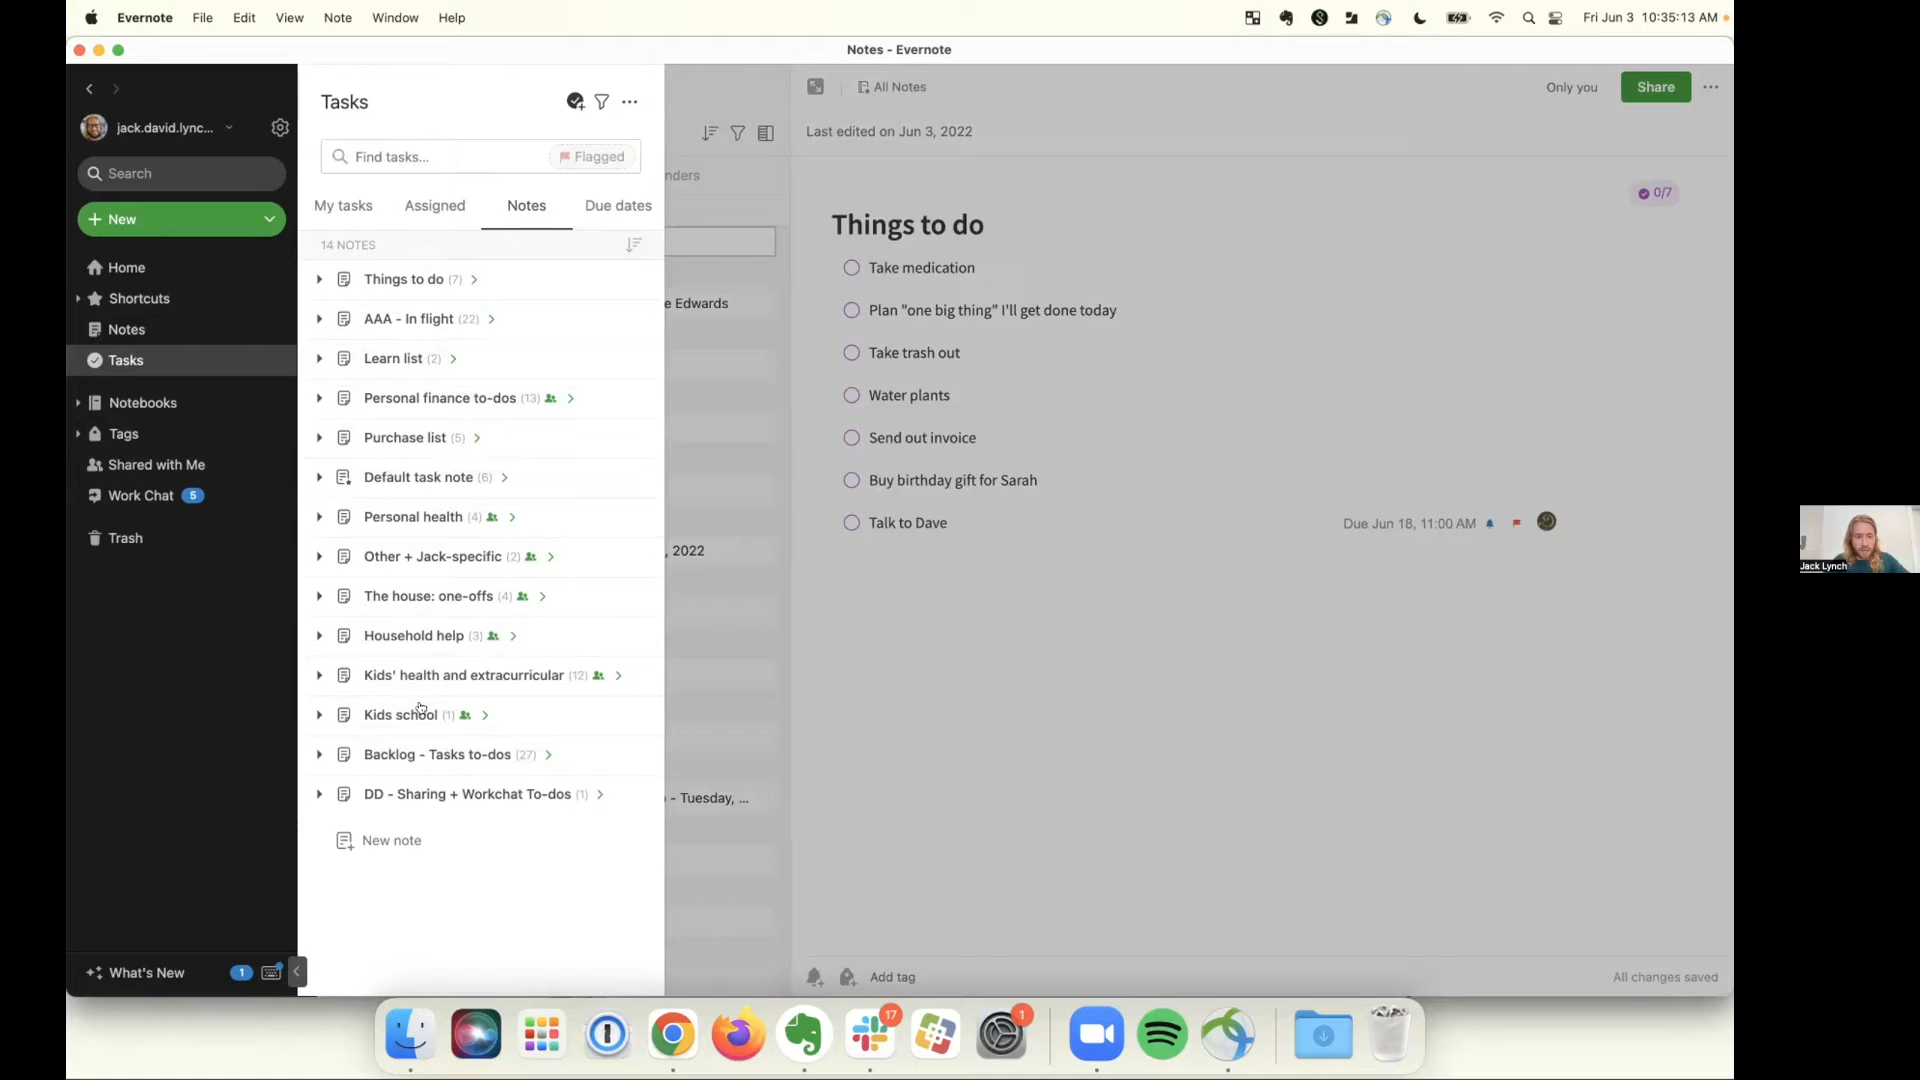 Evernote File Edit View Note Window Help
Fri Jun 3 10:35:13 AM
Notes - Evernote
jack.david.lync...
Search
New
Home
Shortcuts
Notes
Tasks
Notebooks
Tags
Shared with Me
Work Chat 5
Trash
What's New 1
Tasks
Find tasks... Flagged
My tasks Assigned Notes Due dates
14 NOTES
Things to do (7)
AAA - In flight (22)
Learn list (2)
Personal finance to-dos (13)
Purchase list (5)
Default task note (6)
Personal health (4)
Other + Jack-specific (2)
The house: one-offs (4)
Household help (3)
Kids' health and extracurricular (12)
Kids school (1)
Backlog - Tasks to-dos (27)
DD - Sharing + Workchat To-dos (1)
New note
nders
e Edwards
, 2022
- Tuesday, ...
All Notes
Only you
Share
Last edited on Jun 3, 2022
0/7
Things to do
Take medication
Plan "one big thing" I'll get done today
Take trash out
Water plants
Send out invoice
Buy birthday gift for Sarah
Talk to Dave
Due Jun 18, 11:00 AM
Add tag
All changes saved
17
1
Jack Lynch